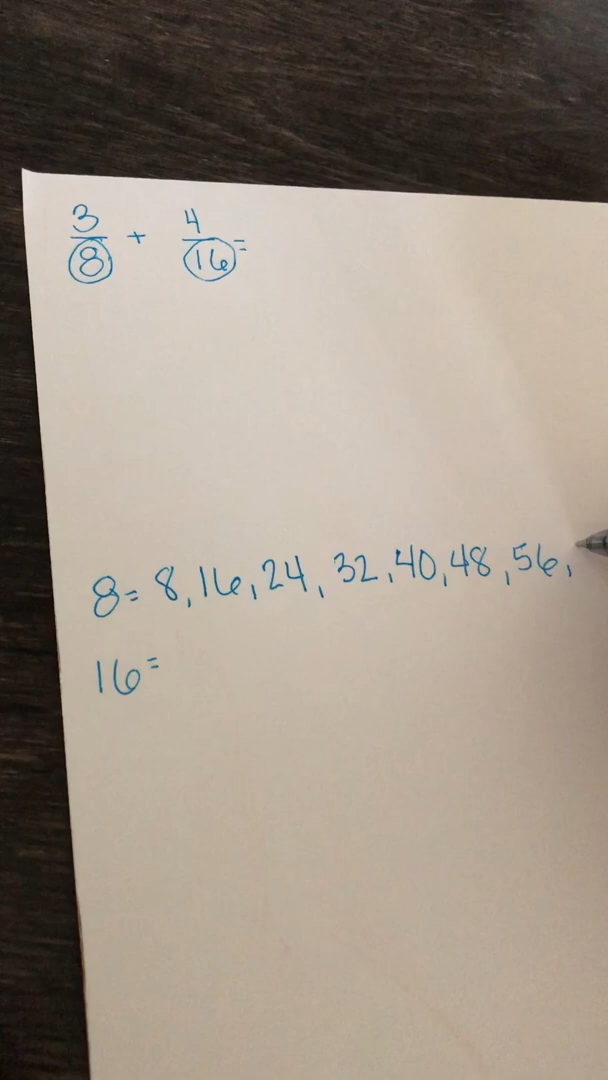 3/8 + 4/16 =
8 = 8, 16, 24, 32, 40, 48, 56,
16 =